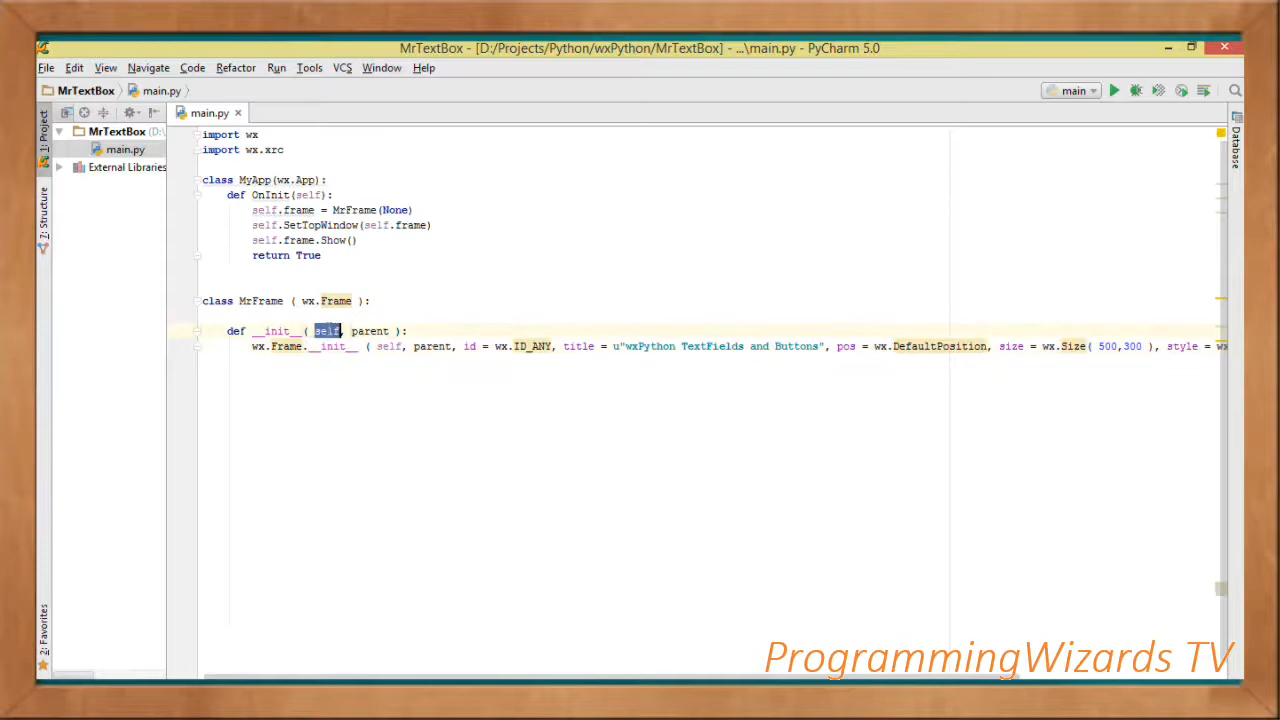 MrTextBox - [D:/Projects/Python/wxPython/MrTextBox] - ...\main.py - PyCharm 5.0
File Edit View Navigate Code Refactor Run Tools VCS Window Help
MrTextBox main.py main
1: Project
main.py
MrTextBox (D:\
main.py
External Libraries
7: Structure
2: Favorites
Database
import wx
import wx.xrc
class MyApp(wx.App):
def OnInit(self):
self.frame = MrFrame(None)
self.SetTopWindow(self.frame)
self.frame.Show()
return True
class MrFrame ( wx.Frame ):
def __init__( self, parent ):
wx.Frame.__init__ ( self, parent, id = wx.ID_ANY, title = u"wxPython TextFields and Buttons", pos = wx.DefaultPosition, size = wx.Size( 500,300 ), style = wx
ProgrammingWizards TV